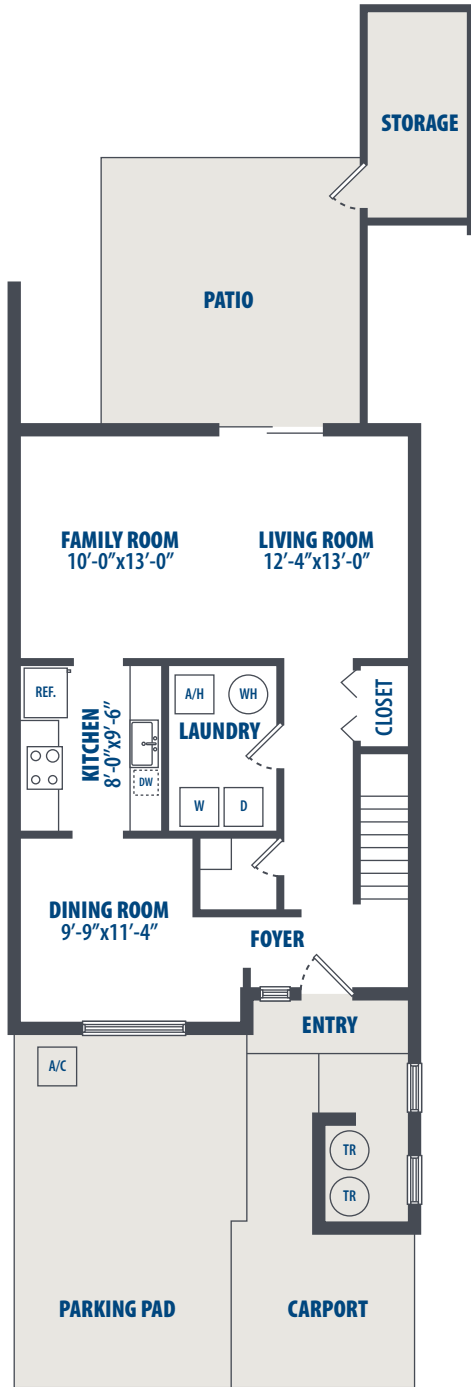 STORAGE
PATIO
FAMILY ROOM
10'-0"x13'-0"
LIVING ROOM
12'-4"x13'-0"
REF.
KITCHEN
8'-0"x9'-6"
DW
A/H
WH
LAUNDRY
W
D
CLOSET
DINING ROOM
9'-9"x11'-4"
FOYER
ENTRY
A/C
TR
TR
PARKING PAD
CARPORT